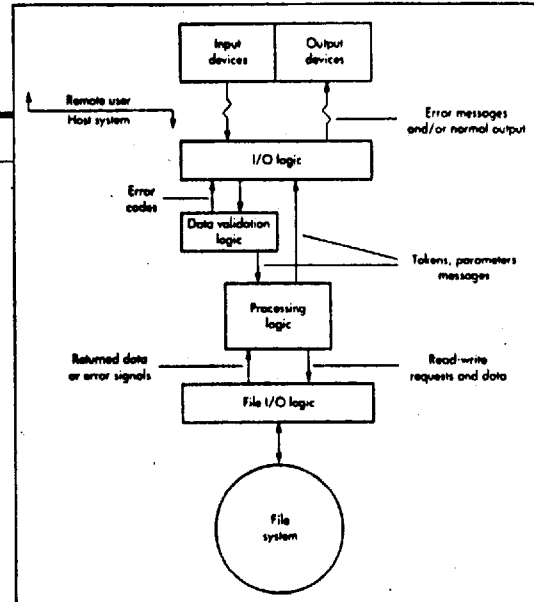 Input
devices
Output
devices
Remote user
Host system
Error messages
and/or normal output
I/O logic
Error
codes
Data validation
logic
Tokens, parameters
messages
Processing
logic
Returned data
or error signals
Read-write
requests and data
File I/O logic
File
system